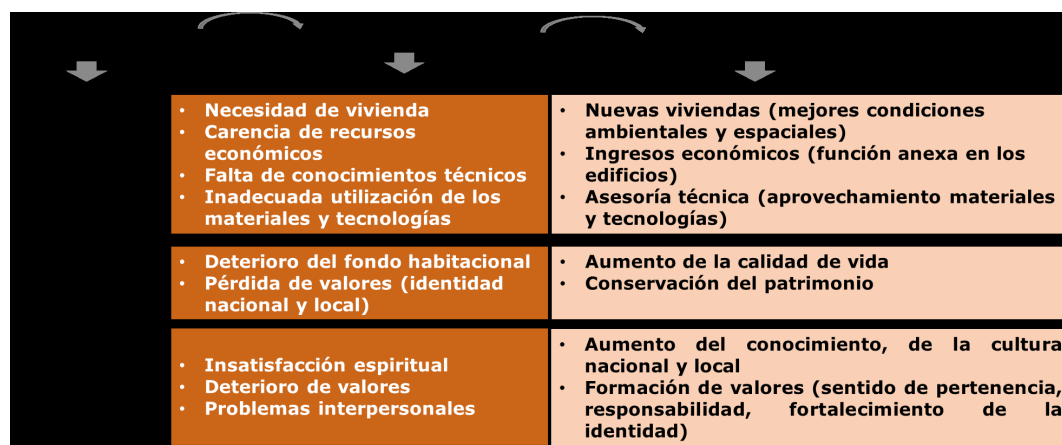 • Necesidad de vivienda
• Carencia de recursos
económicos
• Falta de conocimientos técnicos
• Inadecuada utilización de los
materiales y tecnologías
• Nuevas viviendas (mejores condiciones
ambientales y espaciales)
• Ingresos económicos (función anexa en los
edificios)
• Asesoría técnica (aprovechamiento materiales
y tecnologías)
• Deterioro del fondo habitacional
• Pérdida de valores (identidad
nacional y local)
• Aumento de la calidad de vida
• Conservación del patrimonio
• Insatisfacción espiritual
• Deterioro de valores
• Problemas interpersonales
• Aumento del conocimiento, de la cultura
nacional y local
• Formación de valores (sentido de pertenencia,
responsabilidad, fortalecimiento de la
identidad)